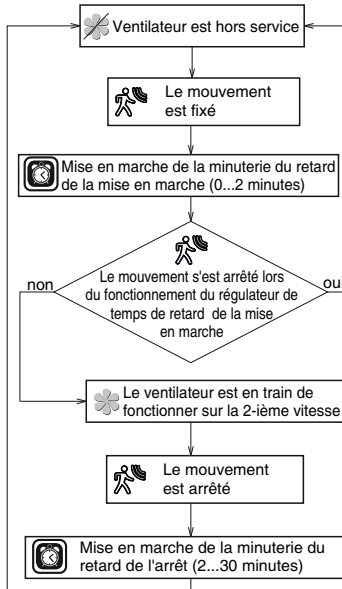 Ventilateur est hors service
Le mouvement
est fixé
Mise en marche de la minuterie du retard
de la mise en marche (0...2 minutes)
non
oui
Le mouvement s'est arrêté lors
du fonctionnement du régulateur de
temps de retard de la mise
en marche
Le ventilateur est en train de
fonctionner sur la 2-ième vitesse
Le mouvement
est arrêté
Mise en marche de la minuterie du
retard de l'arrêt (2...30 minutes)